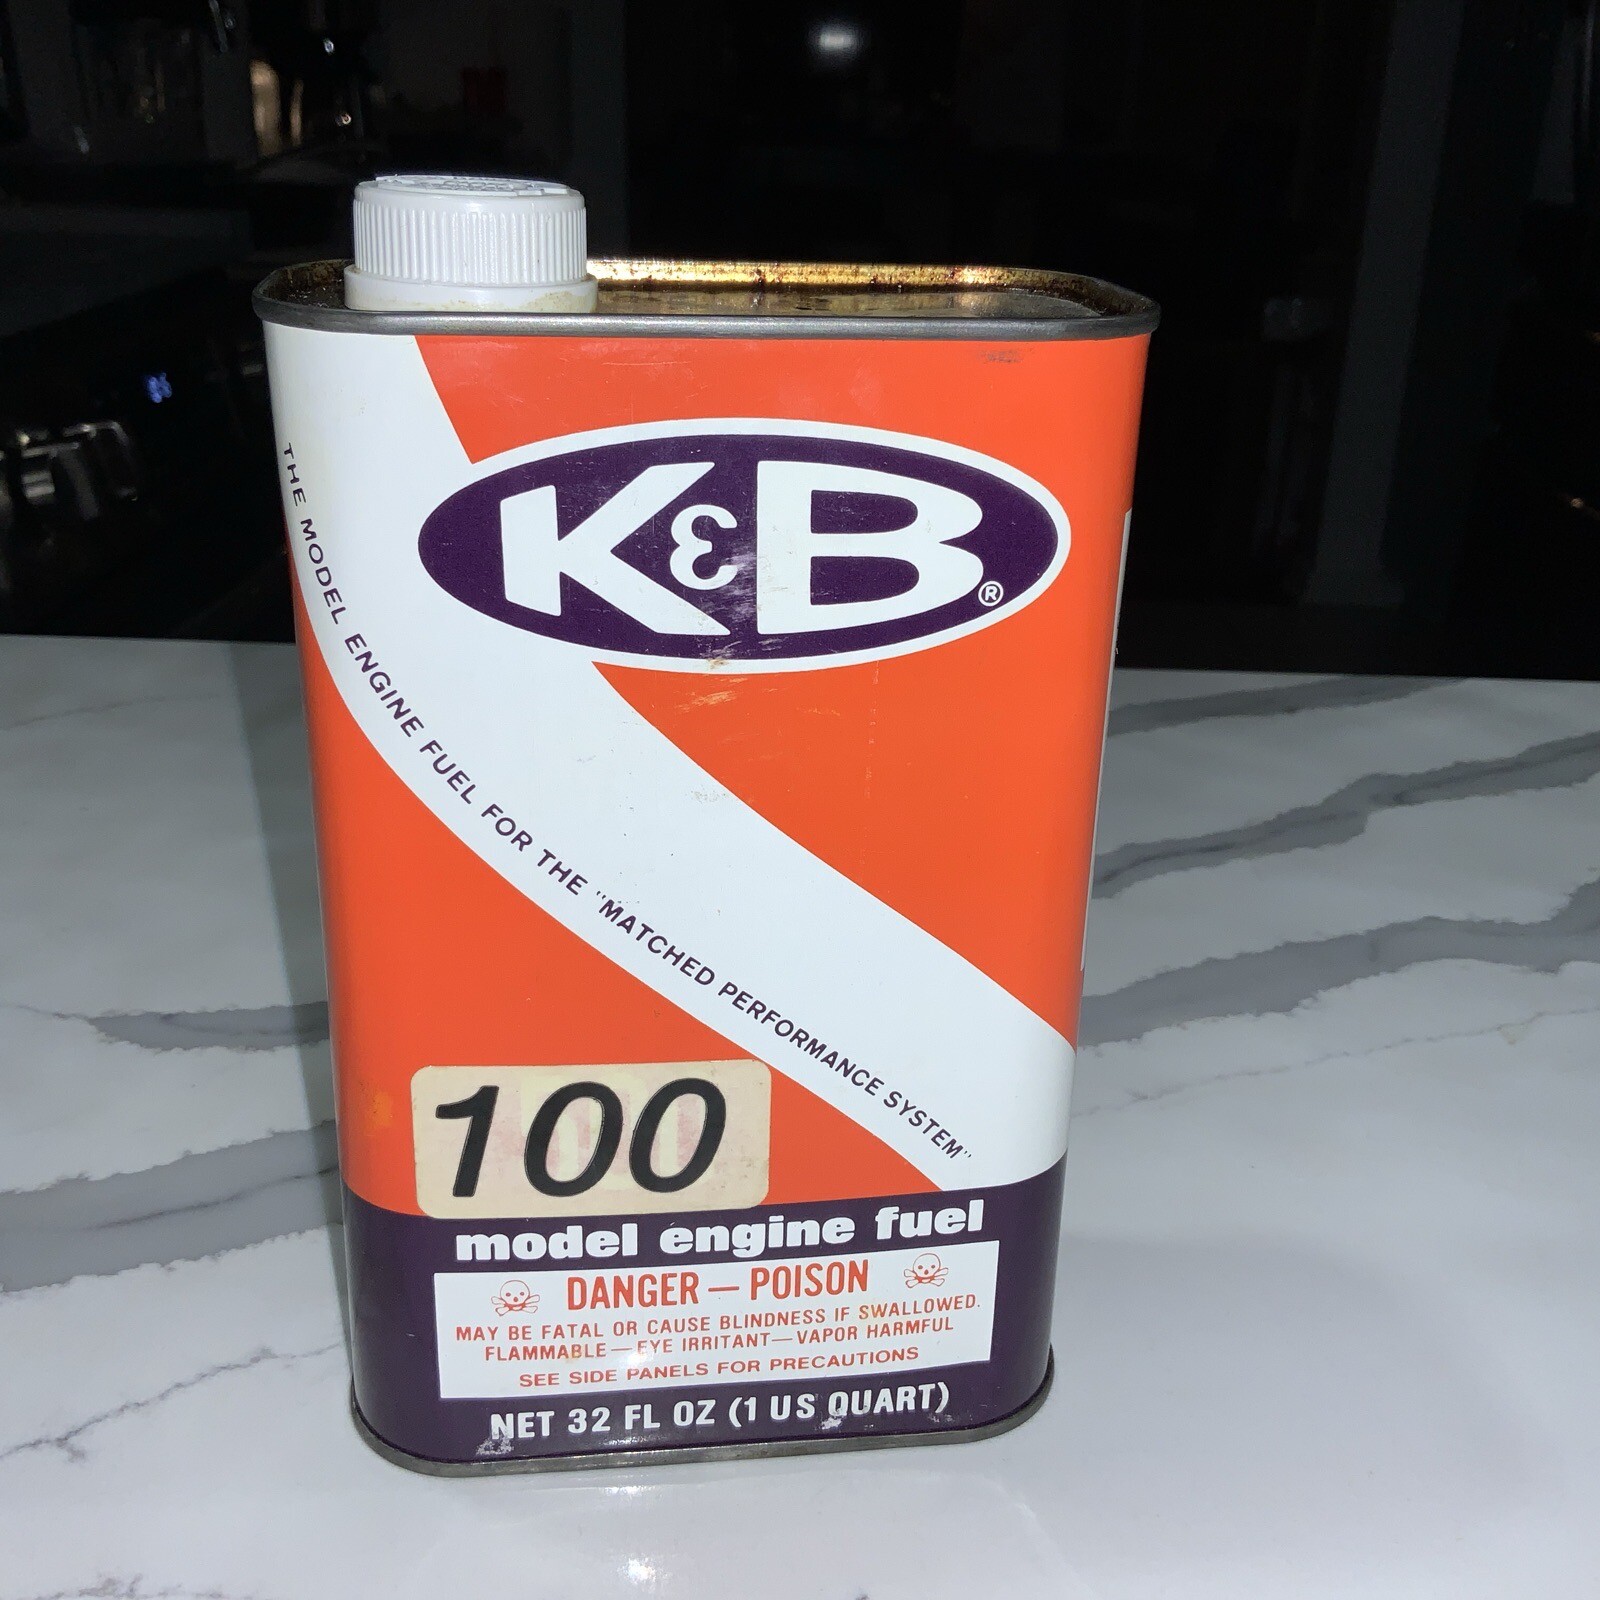 K&B®
THE MODEL ENGINE FUEL FOR THE "MATCHED PERFORMANCE SYSTEM"
100
model engine fuel
DANGER — POISON
MAY BE FATAL OR CAUSE BLINDNESS IF SWALLOWED.
FLAMMABLE—EYE IRRITANT—VAPOR HARMFUL
SEE SIDE PANELS FOR PRECAUTIONS
NET 32 FL OZ (1 US QUART)